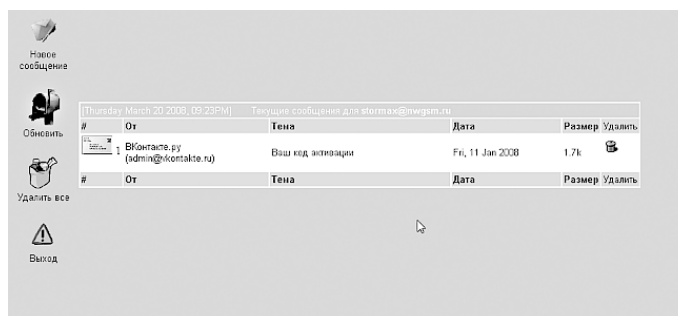 Новое
сообщение
Обновить
Удалить все
Выход
[Thursday March 20 2008, 09:23PM] Текущие сообщения для stormax@nwgsm.ru
# От Тема Дата Размер Удалить
1 ВКонтакте.ру Ваш код активации Fri, 11 Jan 2008 1.7k
(admin@vkontakte.ru)
# От Тема Дата Размер Удалить